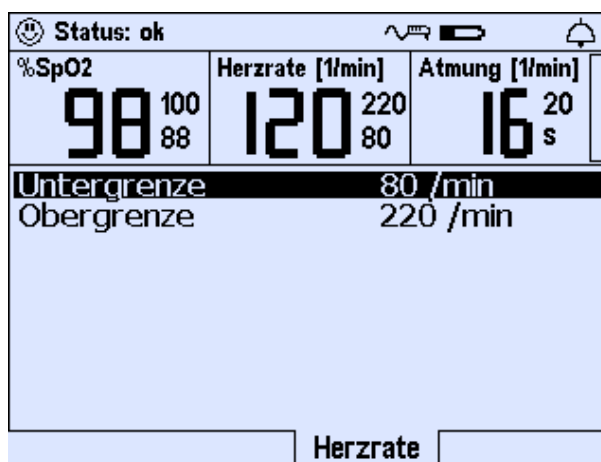 Status: ok
%SpO2
98
100
88
Herzrate [1/min]
120
220
80
Atmung [1/min]
16
20
s
Untergrenze 80 /min
Obergrenze 220 /min
Herzrate